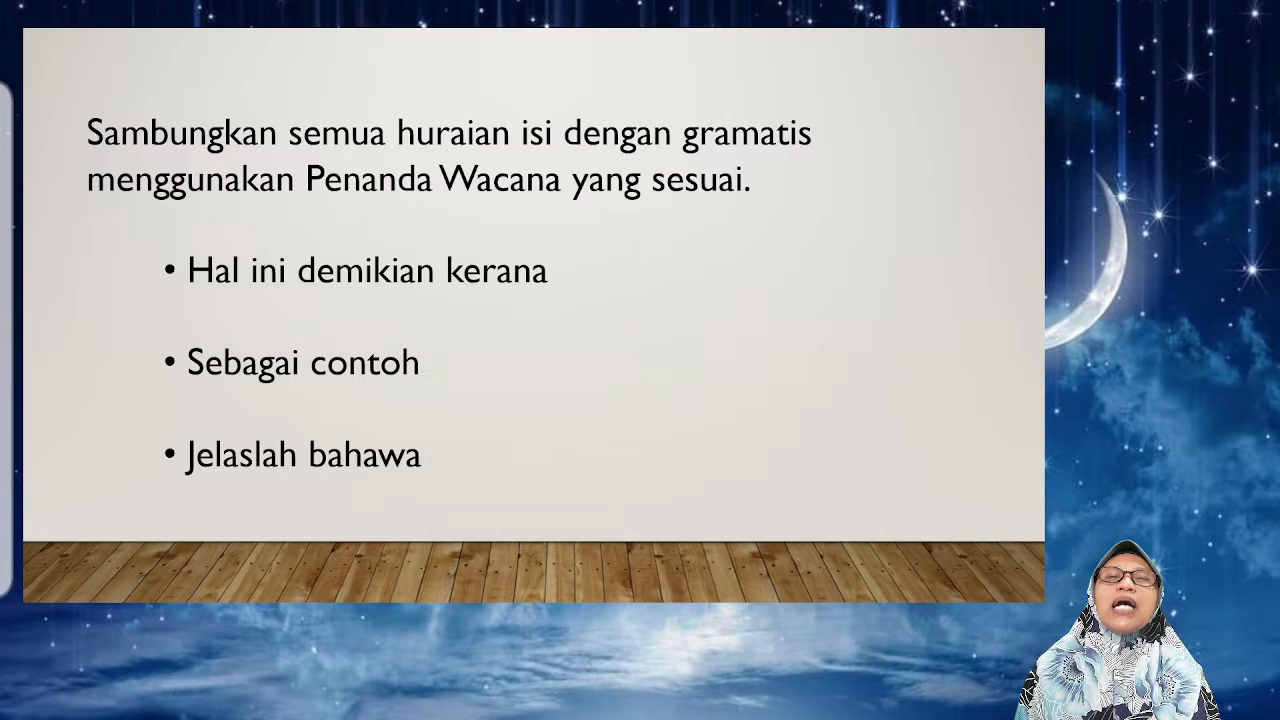 Sambungkan semua huraian isi dengan gramatis
menggunakan Penanda Wacana yang sesuai.
• Hal ini demikian kerana
• Sebagai contoh
• Jelaslah bahawa